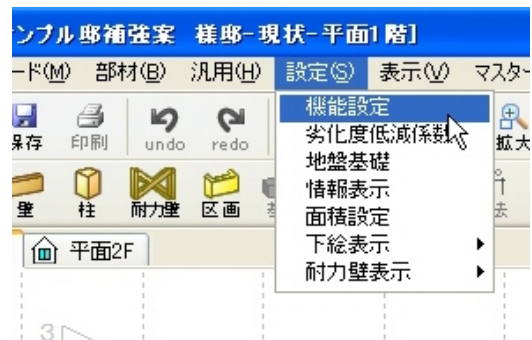 ンプル邸補強案 様邸-現状-平面1階]
ード(M) 部材(B) 汎用(H) 設定(S) 表示(V) マスター
保存 印刷 undo redo 拡大
機能設定
劣化度低減係数
地盤基礎
情報表示
面積設定
下絵表示
耐力壁表示
壁 柱 耐力壁 区画 去
平面2F
3